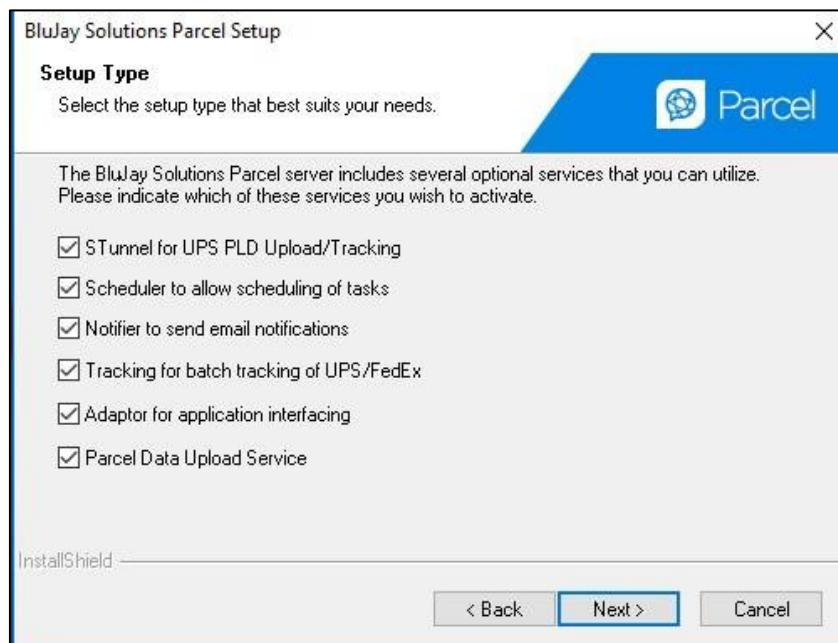 BluJay Solutions Parcel Setup
Setup Type
Select the setup type that best suits your needs.
Parcel
The BluJay Solutions Parcel server includes several optional services that you can utilize.
Please indicate which of these services you wish to activate.
STunnel for UPS PLD Upload/Tracking
Scheduler to allow scheduling of tasks
Notifier to send email notifications
Tracking for batch tracking of UPS/FedEx
Adaptor for application interfacing
Parcel Data Upload Service
InstallShield
< Back
Next >
Cancel